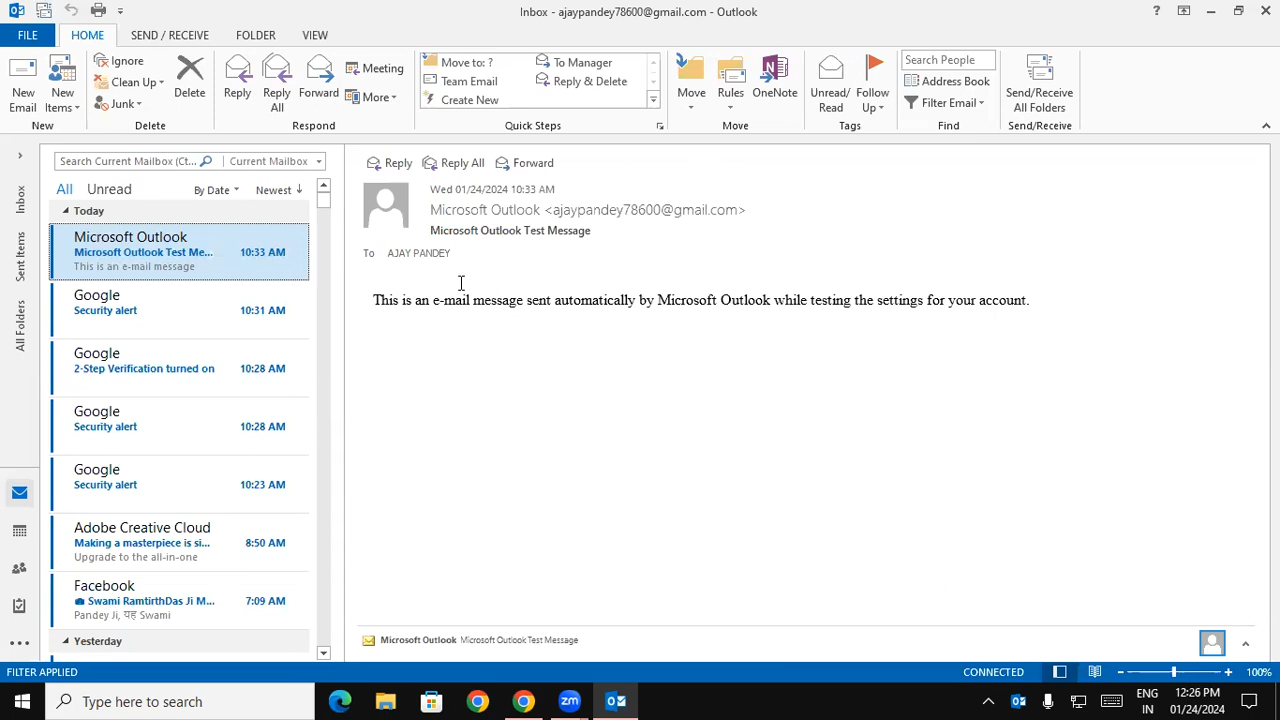 Inbox - ajaypandey78600@gmail.com - Outlook
FILE HOME SEND / RECEIVE FOLDER VIEW
New Email
New Items
Ignore
Clean Up
Junk
Delete
Reply
Reply All
Forward
Meeting
More
Move to: ?
Team Email
Create New
To Manager
Reply & Delete
Move
Rules
OneNote
Unread/ Read
Follow Up
Search People
Address Book
Filter Email
Send/Receive All Folders
New Delete Respond Quick Steps Move Tags Find Send/Receive
Search Current Mailbox (Ct... Current Mailbox
All Unread By Date Newest
Today
Microsoft Outlook
Microsoft Outlook Test Me... 10:33 AM
This is an e-mail message
Google
Security alert 10:31 AM
Google
2-Step Verification turned on 10:28 AM
Google
Security alert 10:28 AM
Google
Security alert 10:23 AM
Adobe Creative Cloud
Making a masterpiece is si... 8:50 AM
Upgrade to the all-in-one
Facebook
Swami RamtirthDas Ji M... 7:09 AM
Pandey Ji, यह Swami
Yesterday
Inbox
Sent Items
All Folders
Reply Reply All Forward
Wed 01/24/2024 10:33 AM
Microsoft Outlook <ajaypandey78600@gmail.com>
Microsoft Outlook Test Message
To AJAY PANDEY
This is an e-mail message sent automatically by Microsoft Outlook while testing the settings for your account.
Microsoft Outlook Microsoft Outlook Test Message
FILTER APPLIED CONNECTED 100%
Type here to search
ENG
IN
12:26 PM
01/24/2024